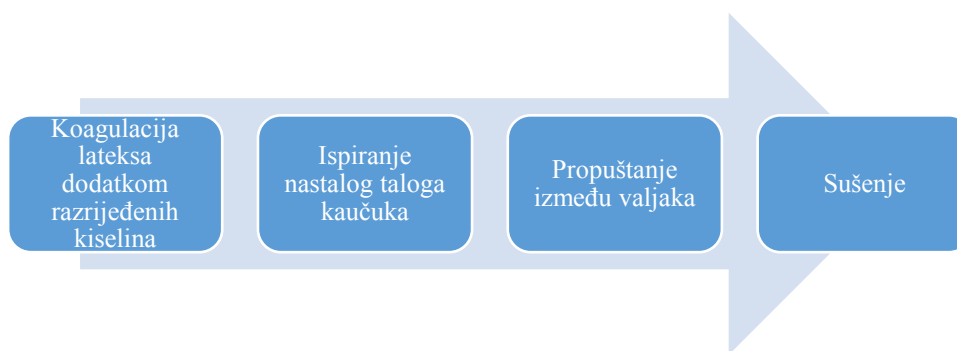 Koagulacija
lateksa
dodatkom
razrijeđenih
kiselina
Ispiranje
nastalog taloga
kaučuka
Propuštanje
između valjaka
Sušenje